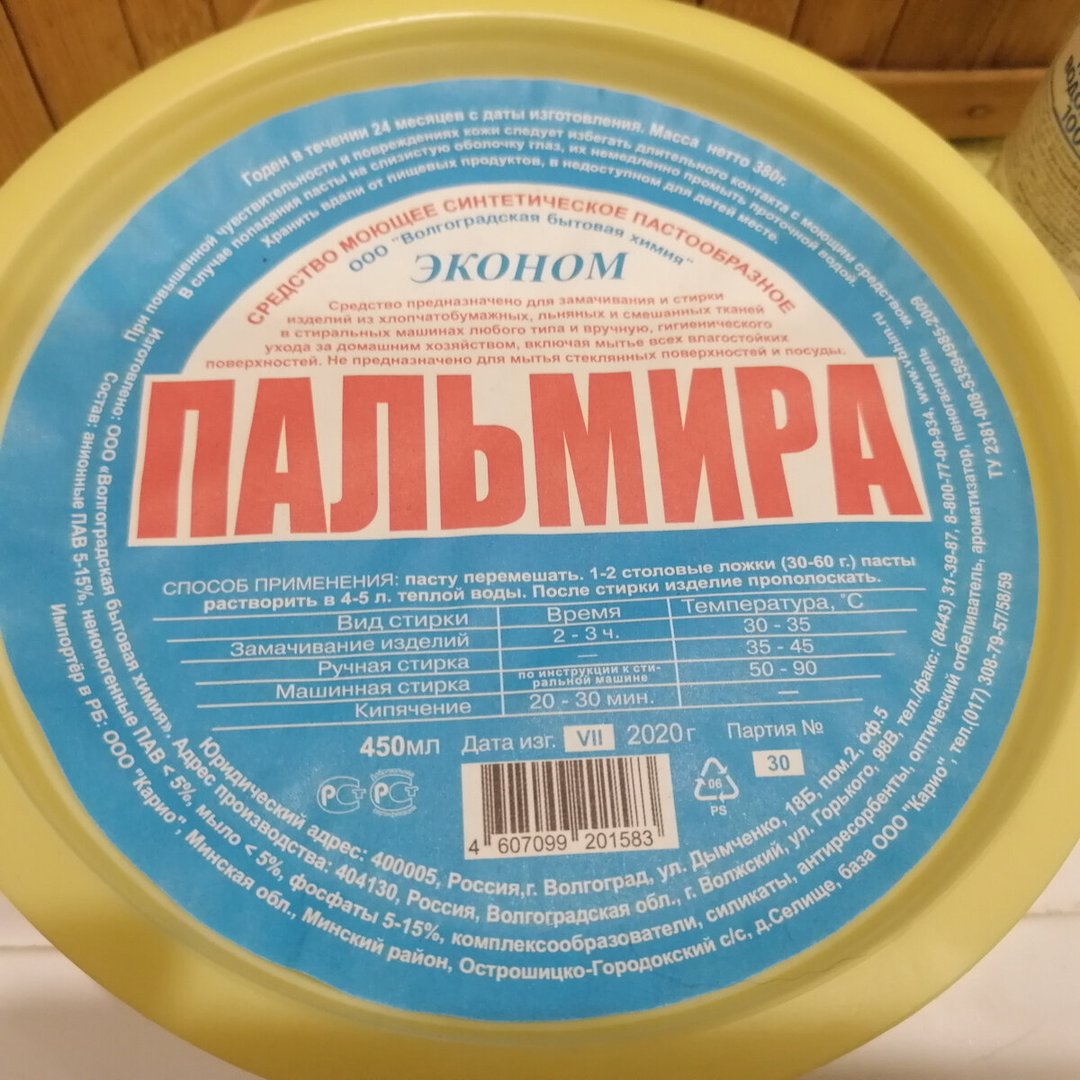 Годен в течении 24 месяцев с даты изготовления. Масса нетто 380г.
При повышенной чувствительности и повреждениях кожи следует избегать длительного контакта с моющим средством.
В случае попадания пасты на слизистую оболочку глаз, их немедленно промыть проточной водой.
Хранить вдали от пищевых продуктов, в недоступном для детей месте.
СРЕДСТВО МОЮЩЕЕ СИНТЕТИЧЕСКОЕ ПАСТООБРАЗНОЕ
ООО "Волгоградская бытовая химия"
ЭКОНОМ
Средство предназначено для замачивания и стирки
изделий из хлопчатобумажных, льняных и смешанных тканей
в стиральных машинах любого типа и вручную, гигиенического
ухода за домашним хозяйством, включая мытье всех влагостойких
поверхностей. Не предназначено для мытья стеклянных поверхностей и посуды.
ПАЛЬМИРА
СПОСОБ ПРИМЕНЕНИЯ: пасту перемешать. 1-2 столовые ложки (30-60 г.) пасты
растворить в 4-5 л. теплой воды. После стирки изделие прополоскать.
Вид стирки Время Температура, °С
Замачивание изделий 2 - 3 ч. 30 - 35
Ручная стирка — 35 - 45
Машинная стирка по инструкции к сти-
ральной машине 50 - 90
Кипячение 20 - 30 мин. —
450мл Дата изг. VII 2020 г Партия №
30
РСТ
Добровольная
РСТ
06
PS
4 607099 201583
Юридический адрес: 400005, Россия,г. Волгоград, ул. Дымченко, 18Б, пом.2, оф.5
Изготовлено: ООО «Волгоградская бытовая химия», Адрес производства: 404130, Россия, Волгоградская обл., г. Волжский, ул. Горького, 98В, тел./факс: (8443) 31-39-87, 8-800-77-00-934, www.vbhim.ru
Состав: анионные ПАВ 5-15%, неионогенные ПАВ < 5%, мыло < 5%, фосфаты 5-15%, комплексообразователи, силикаты, антиресорбенты, оптический отбеливатель, ароматизатор, пеногаситель.
ТУ 2381-008-53594585-2009
Импортёр в РБ: ООО "Карио", Минская обл., Минский район, Острошицко-Городокский с/с, д.Селище, база ООО "Карио", тел.(017) 308-79-57/58/59
100